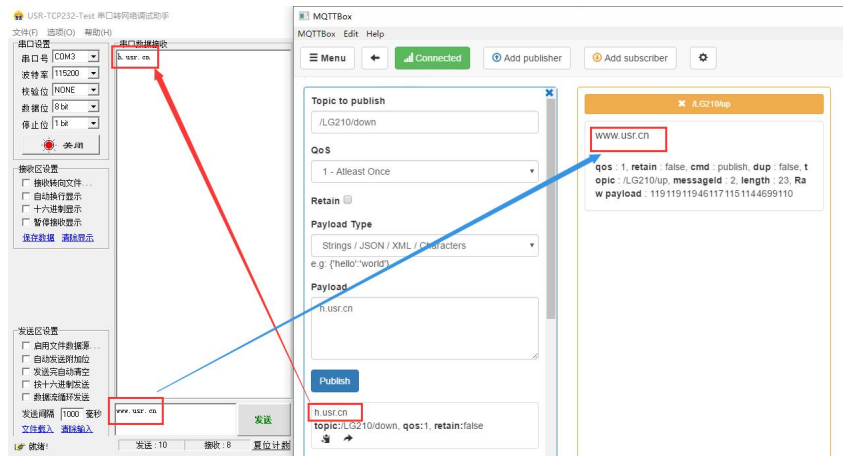 USR-TCP232-Test 串口转网络调试助手
文件(F) 选项(O) 帮助(H)
串口设置
串口号 COM3
波特率 115200
校验位 NONE
数据位 8 bit
停止位 1 bit
关闭
接收区设置
接收转向文件...
自动换行显示
十六进制显示
暂停接收显示
保存数据 清除显示
发送区设置
启用文件数据源...
自动发送附加位
发送完自动清空
按十六进制发送
数据流循环发送
发送间隔 1000 毫秒
文件载入 清除输入
就绪!
串口数据接收
h.usr.cn
www.usr.cn
发送
发送 : 10 接收 : 8 复位计数
MQTTBox
MQTTBox Edit Help
Menu Connected Add publisher Add subscriber
Topic to publish
/LG210/down
QoS
1 - Atleast Once
Retain
Payload Type
Strings / JSON / XML / Characters
e.g: {'hello':'world'}
Payload
h.usr.cn
Publish
h.usr.cn
topic:/LG210/down, qos:1, retain:false
/LG210/up
www.usr.cn
qos : 1, retain : false, cmd : publish, dup : false, t
opic : /LG210/up, messageId : 2, length : 23, Ra
w payload : 119119119461171151144699110